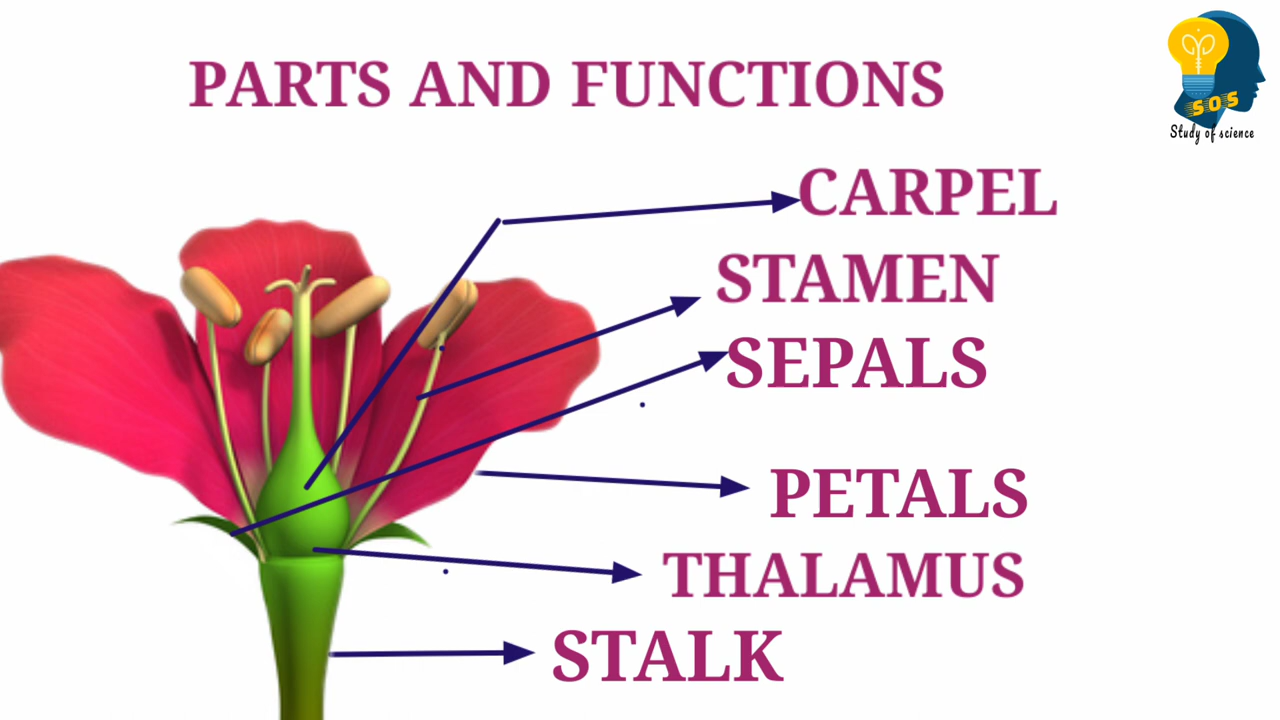 PARTS AND FUNCTIONS
SOS
Study of science
CARPEL
STAMEN
SEPALS
PETALS
THALAMUS
STALK